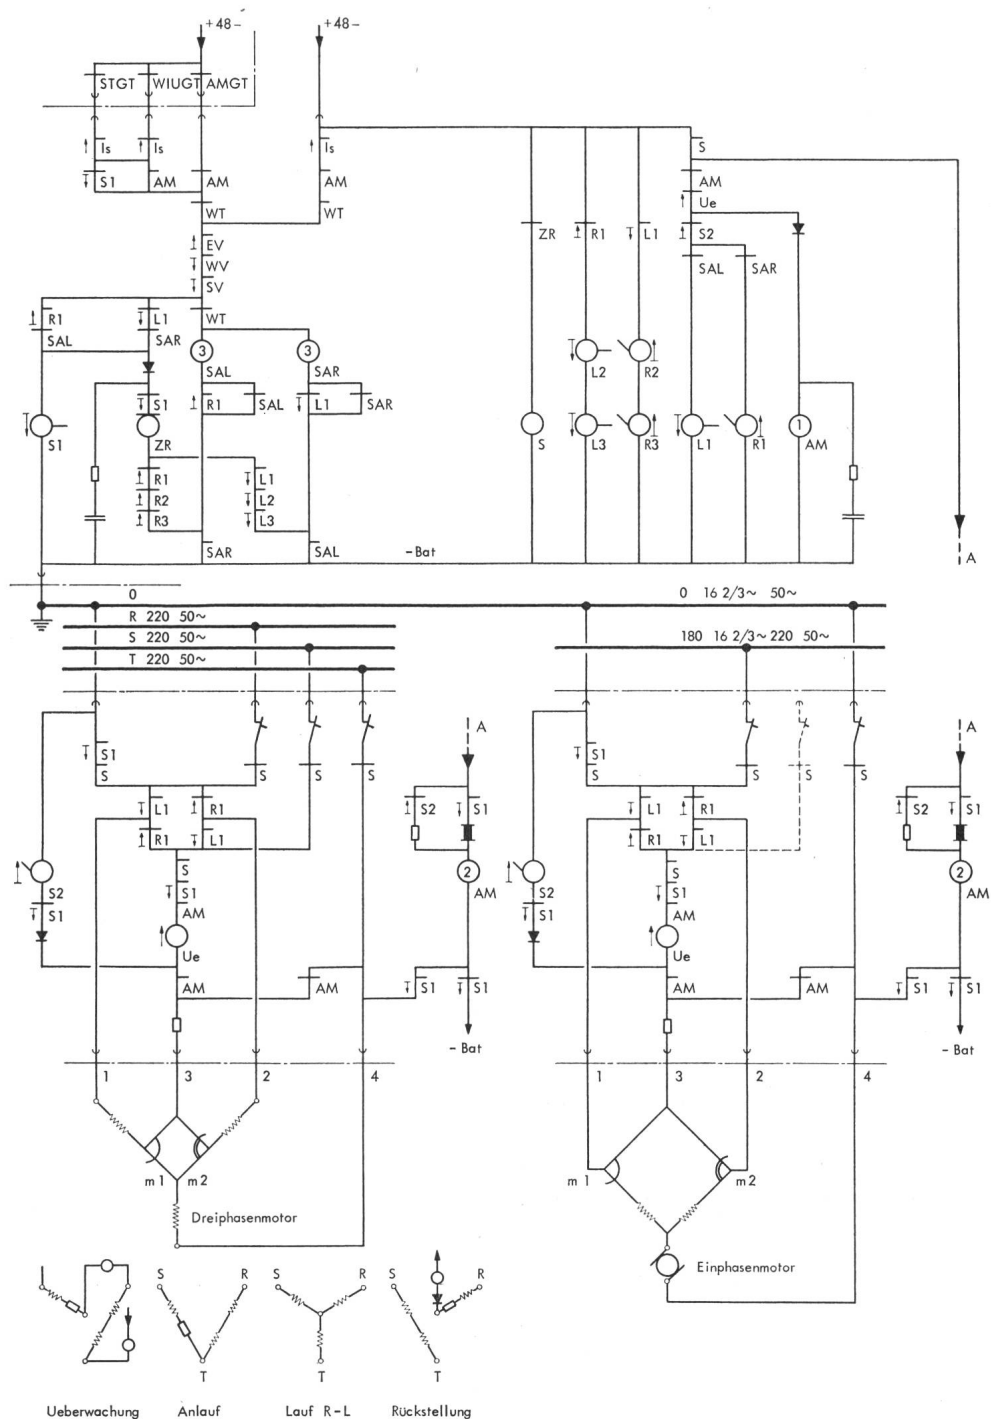 +48- +48-
STGT WIUGT AMGT
Is Is Is S
S1 AM AM AM AM
WT WT Ue
EV ZR R1 L1 S2
WV SAL SAR
SV
R1 L1 WT
SAL SAR 3 3
SAL SAR L2 R2
S1 R1 SAL L1 SAR
S1 ZR S L3 R3 L1 R1 1 AM
R1 L1
R2 L2
R3 L3
SAR SAL -Bat A
0 0 16 2/3~ 50~
R 220 50~
S 220 50~ 180 16 2/3~ 220 50~
T 220 50~
A A
S1 S1
S S S S S S S S
L1 R1 S2 S1 L1 R1 S2 S1
R1 L1 R1 L1
S 2 S 2
S2 S1 AM S2 S1 AM
S1 AM S1 AM
Ue Ue
AM AM S1 S1 AM AM S1 S1
- Bat - Bat
1 3 2 4 1 3 2 4
m1 m2 m1 m2
Dreiphasenmotor
Einphasenmotor
S R S R S R
T T T
Ueberwachung Anlauf Lauf R-L Rückstellung